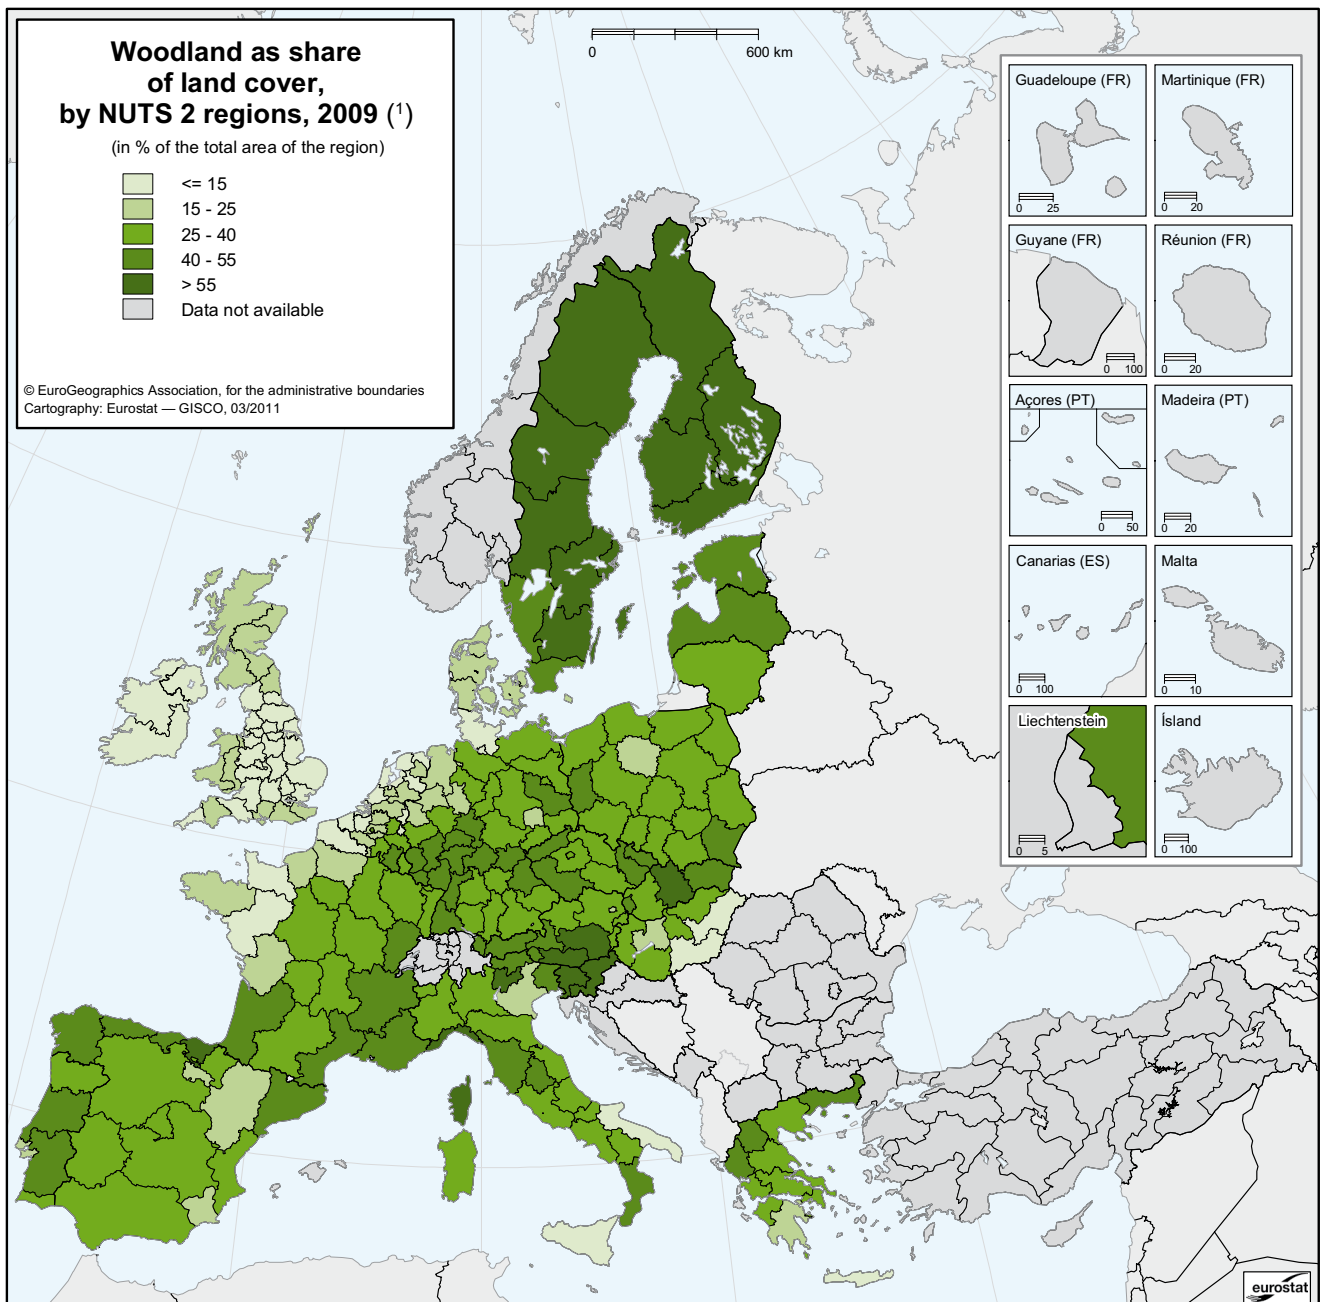 Woodland as share
of land cover,
by NUTS 2 regions, 2009 (¹)
(in % of the total area of the region)
<= 15
15 - 25
25 - 40
40 - 55
> 55
Data not available
© EuroGeographics Association, for the administrative boundaries
Cartography: Eurostat — GISCO, 03/2011
0 600 km
Guadeloupe (FR)
0 25
Martinique (FR)
0 20
Guyane (FR)
0 100
Réunion (FR)
0 20
Açores (PT)
0 50
Madeira (PT)
0 20
Canarias (ES)
0 100
Malta
0 10
Liechtenstein
0 5
Ísland
0 100
eurostat